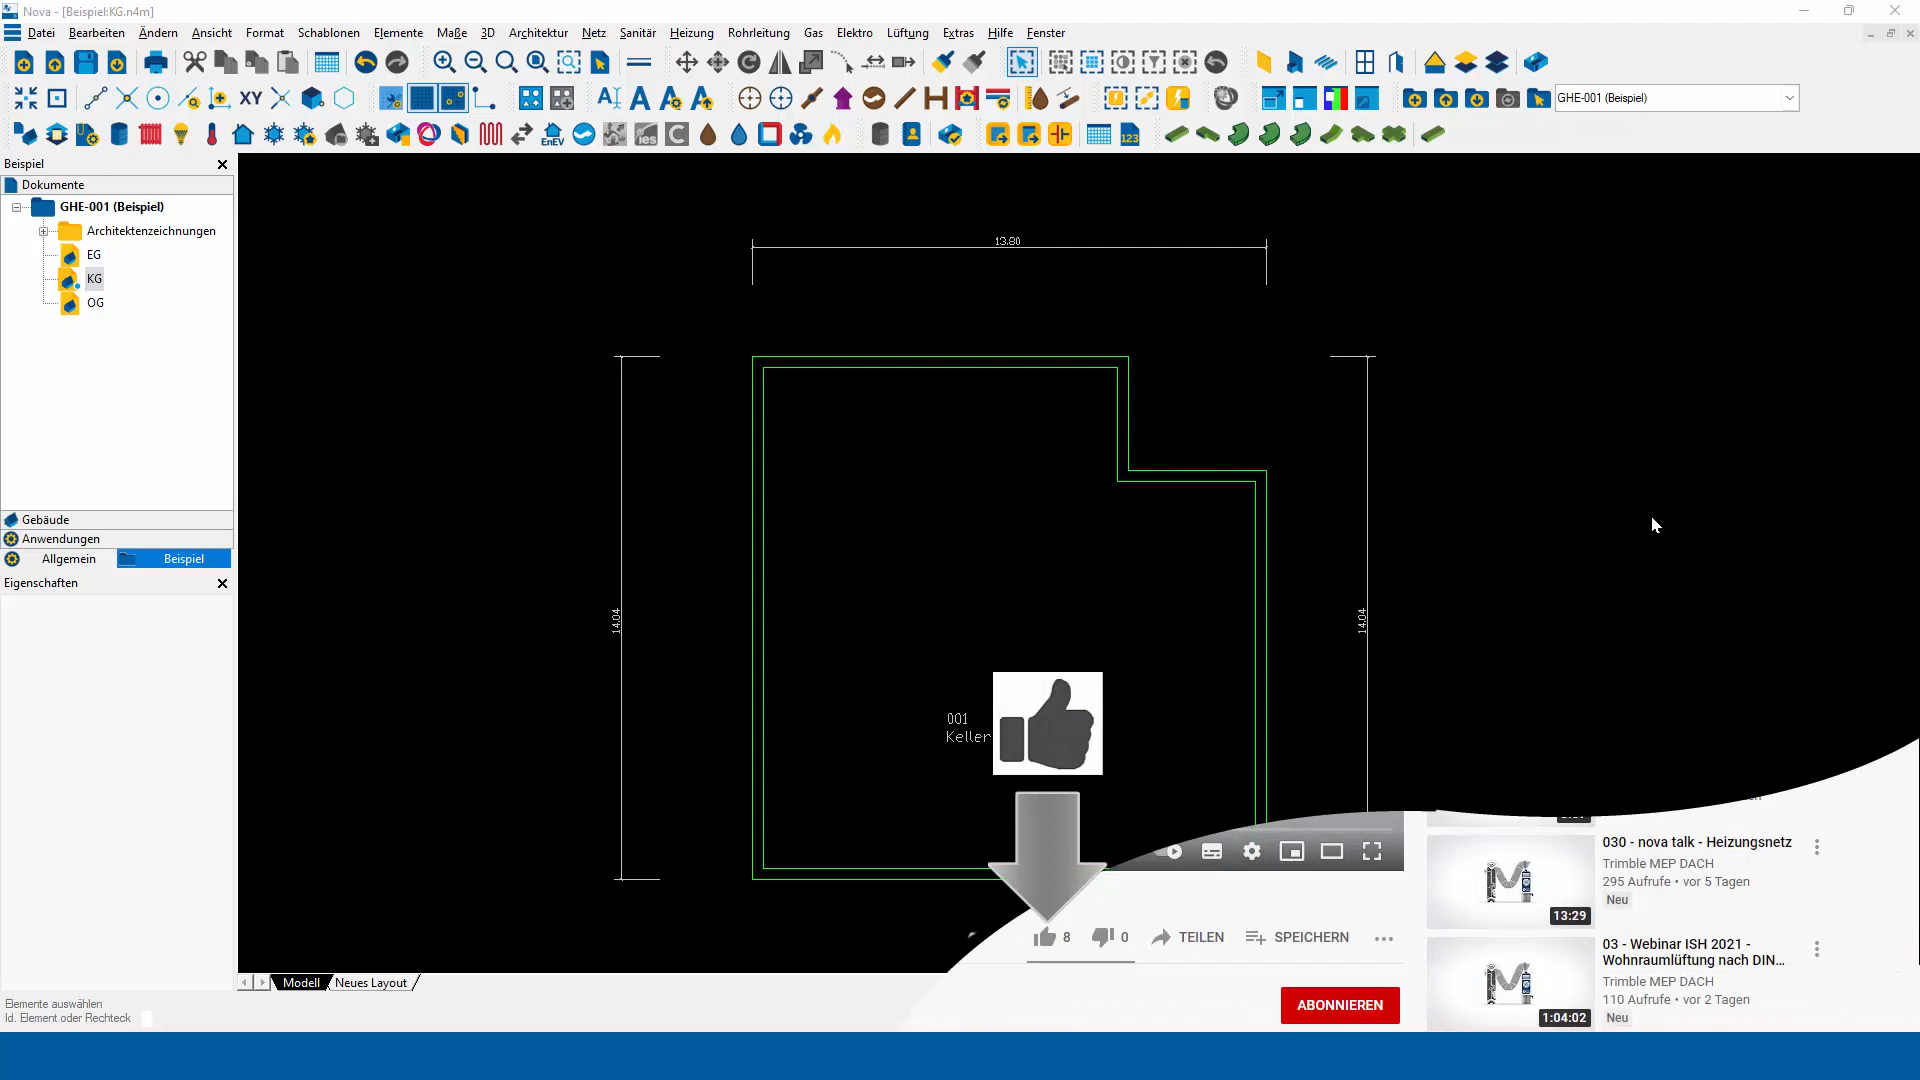 Nova - [Beispiel:KG.n4m]
Datei Bearbeiten Ändern Ansicht Format Schablonen Elemente Maße 3D Architektur Netz Sanitär Heizung Rohrleitung Gas Elektro Lüftung Extras Hilfe Fenster
XY
GHE-001 (Beispiel)
EnEV
ies
C
123
Beispiel
Dokumente
GHE-001 (Beispiel)
Architektenzeichnungen
EG
KG
OG
Gebäude
Anwendungen
Allgemein Beispiel
Eigenschaften
13.80
14.04
14.04
001
Keller
8 0 TEILEN SPEICHERN
ABONNIEREN
030 - nova talk - Heizungsnetz
Trimble MEP DACH
295 Aufrufe • vor 5 Tagen
Neu
13:29
03 - Webinar ISH 2021 -
Wohnraumlüftung nach DIN...
Trimble MEP DACH
110 Aufrufe • vor 2 Tagen
Neu
1:04:02
Modell Neues Layout
Elemente auswählen
Id. Element oder Rechteck